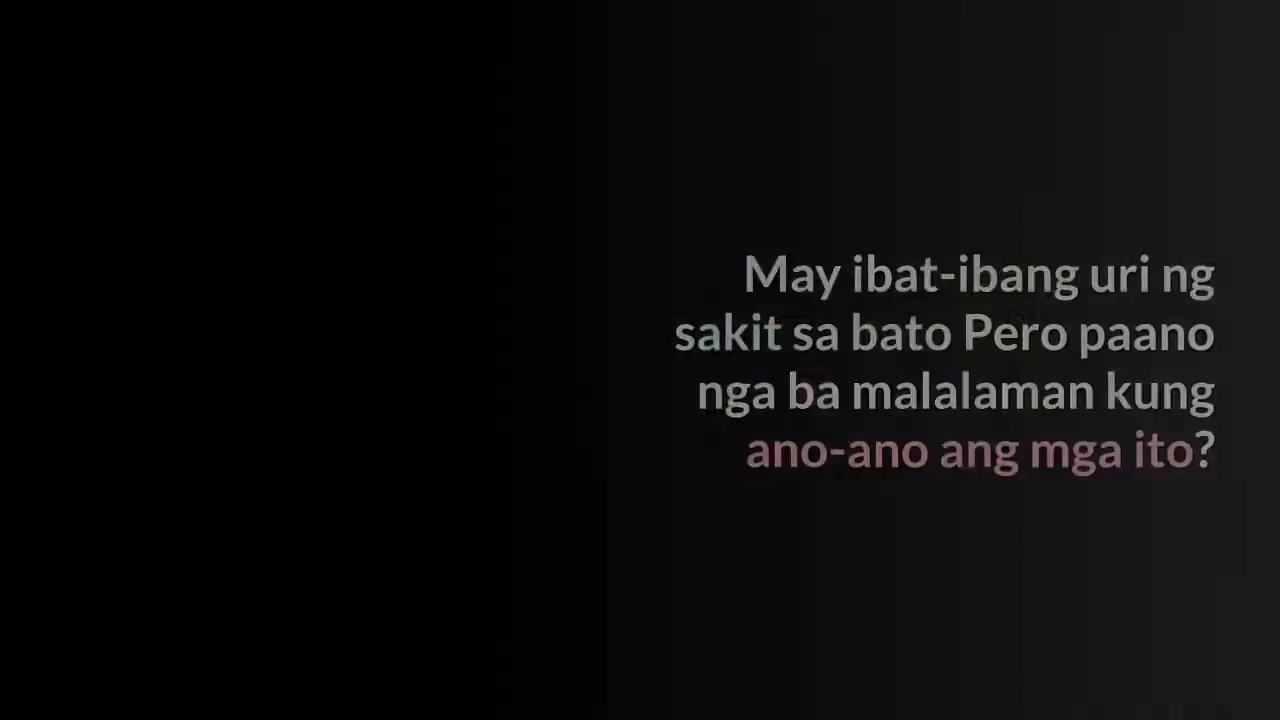 May ibat-ibang uri ng
sakit sa bato Pero paano
nga ba malalaman kung
ano-ano ang mga ito?